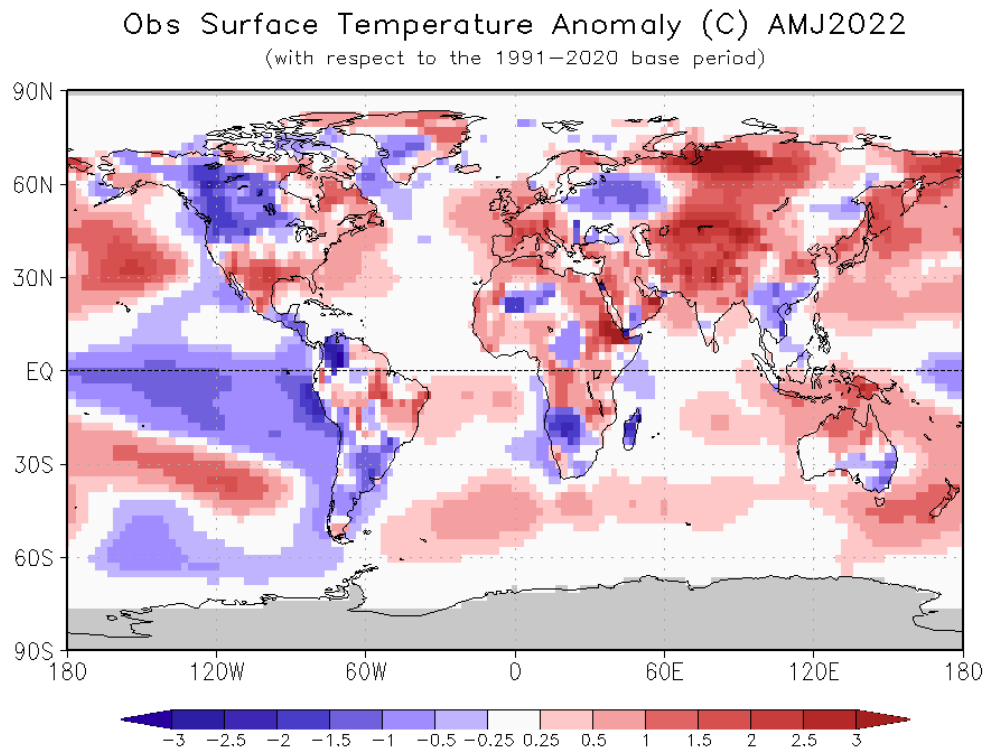 Obs Surface Temperature Anomaly (C) AMJ2022
(with respect to the 1991−2020 base period)
90N
60N
30N
EQ
30S
60S
90S
180 120W 60W 0 60E 120E 180
−3 −2.5 −2 −1.5 −1 −0.5 −0.25 0.25 0.5 1 1.5 2 2.5 3